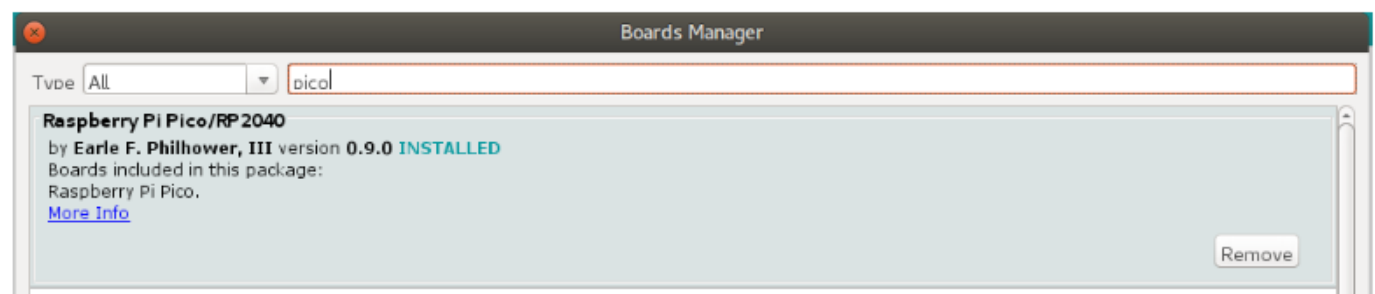 Boards Manager
Type All pico
Raspberry Pi Pico/RP2040
by Earle F. Philhower, III version 0.9.0 INSTALLED
Boards included in this package:
Raspberry Pi Pico.
More Info
Remove